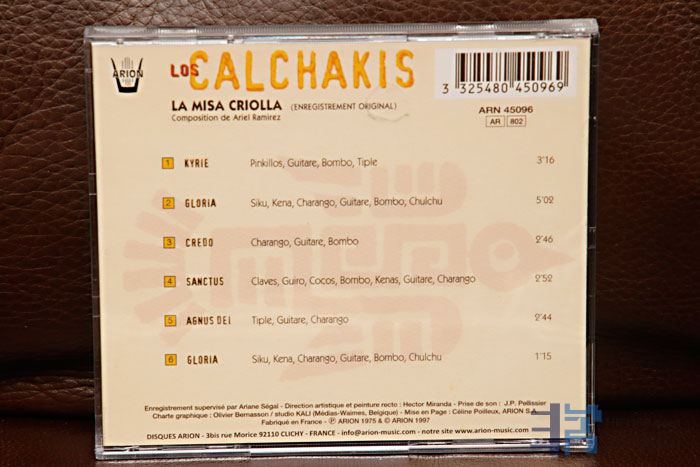 ARION
LOS CALCHAKIS
LA MISA CRIOLLA (ENREGISTREMENT ORIGINAL)
Composition de Ariel Ramirez
3 325480 450969
ARN 45096
AR 802
1 KYRIE Pinkillos, Guitare, Bombo, Tiple 3'16
2 GLORIA Siku, Kena, Charango, Guitare, Bombo, Chulchu 5'02
3 CREDO Charango, Guitare, Bombo 2'46
4 SANCTUS Claves, Guiro, Cocos, Bombo, Kenas, Guitare, Charango 2'52
5 AGNUS DEI Tiple, Guitare, Charango 2'44
6 GLORIA Siku, Kena, Charango, Guitare, Bombo, Chulchu 1'15
Enregistrement supervisé par Ariane Ségal - Direction artistique et peinture recto : Hector Miranda - Prise de son : J.P. Pellissier
Charte graphique : Olivier Bernasson / studio KALI (Médias-Waimes, Belgique) - Mise en Page : Céline Poilleux, ARION S.A.
Fabriqué en France - ℗ ARION 1975 & © ARION 1997
DISQUES ARION - 3bis rue Morice 92110 CLICHY - FRANCE - info@arion-music.com - notre site www.arion-music.com